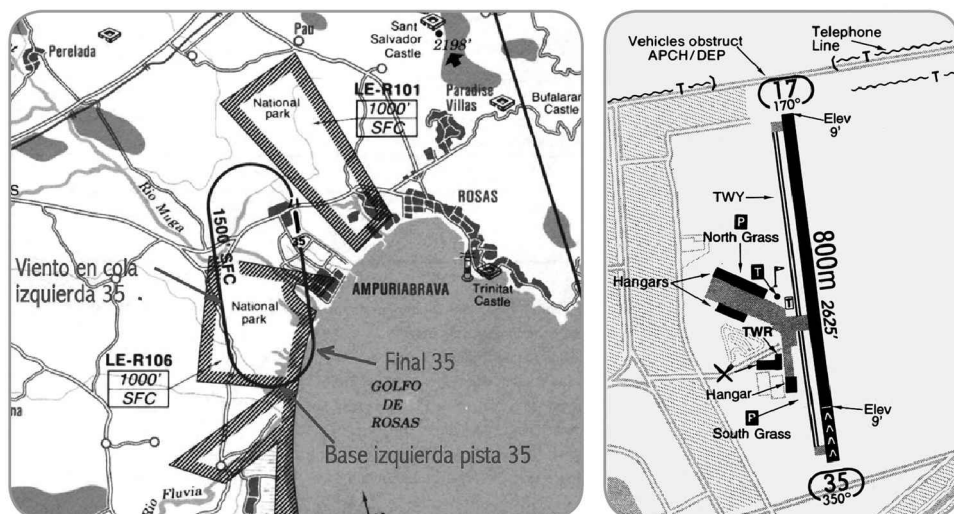 Perelada
Pau
Sant
Salvador
Castle
2198'
LE-R101
1000'
SFC
National
park
Paradise
Villas
Bufalaran
Castle
Rio Muga
1500' SFC
35
ROSAS
Viento en cola
izquierda 35
National
park
AMPURIABRAVA
Trinitat
Castle
LE-R106
1000'
SFC
Final 35
GOLFO
DE
ROSAS
Base izquierda pista 35
Rio Fluvia
na
Vehicles obstruct
APCH/DEP
Telephone
Line
T
T
T
17
170°
Elev
9'
TWY
P
North Grass
Hangars
T
T
800m
2625'
TWR
Hangar
P
South Grass
Elev
9'
35
350°